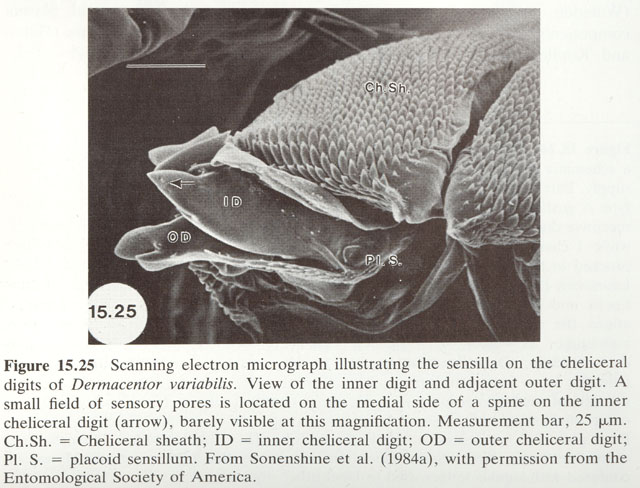 Ch.Sh.
ID
OD
Pl. S.
15.25
Figure 15.25 Scanning electron micrograph illustrating the sensilla on the cheliceral
digits of Dermacentor variabilis. View of the inner digit and adjacent outer digit. A
small field of sensory pores is located on the medial side of a spine on the inner
cheliceral digit (arrow), barely visible at this magnification. Measurement bar, 25 μm.
Ch.Sh. = Cheliceral sheath; ID = inner cheliceral digit; OD = outer cheliceral digit;
Pl. S. = placoid sensillum. From Sonenshine et al. (1984a), with permission from the
Entomological Society of America.